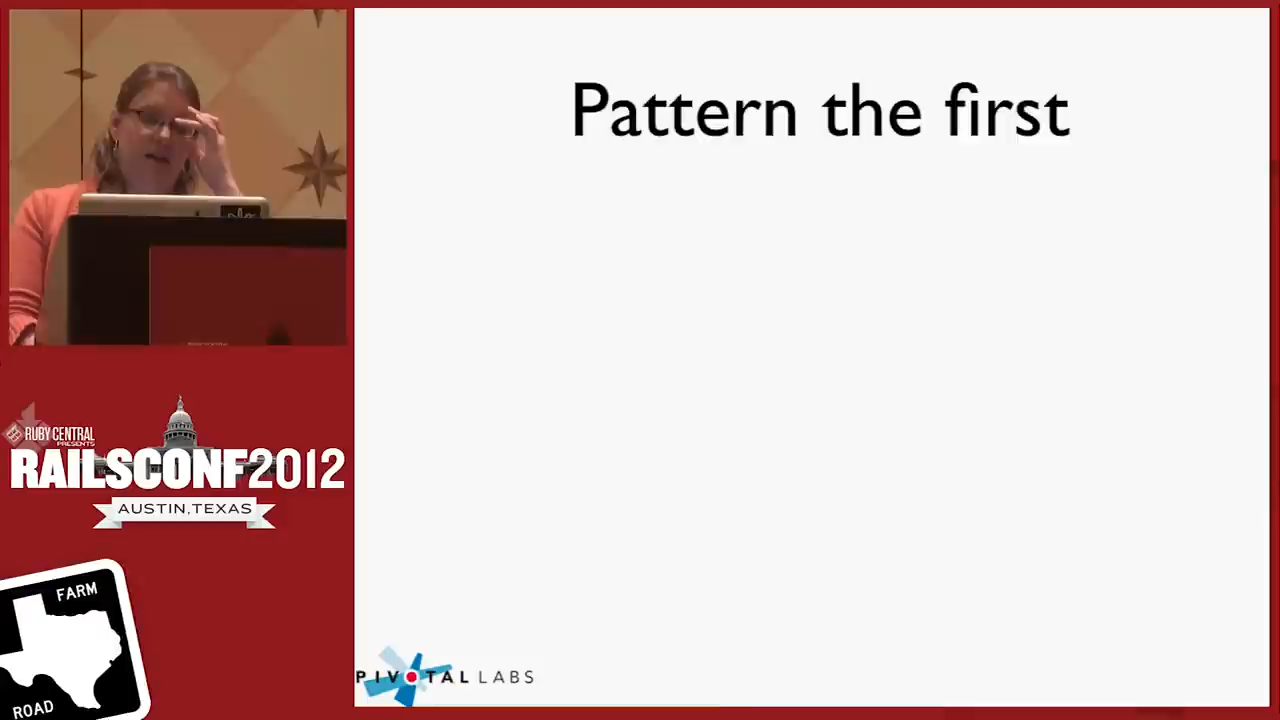 Pattern the first
RUBY CENTRAL
PRESENTS
RAILSCONF2012
AUSTIN, TEXAS
FARM
ROAD
PIVOTAL LABS